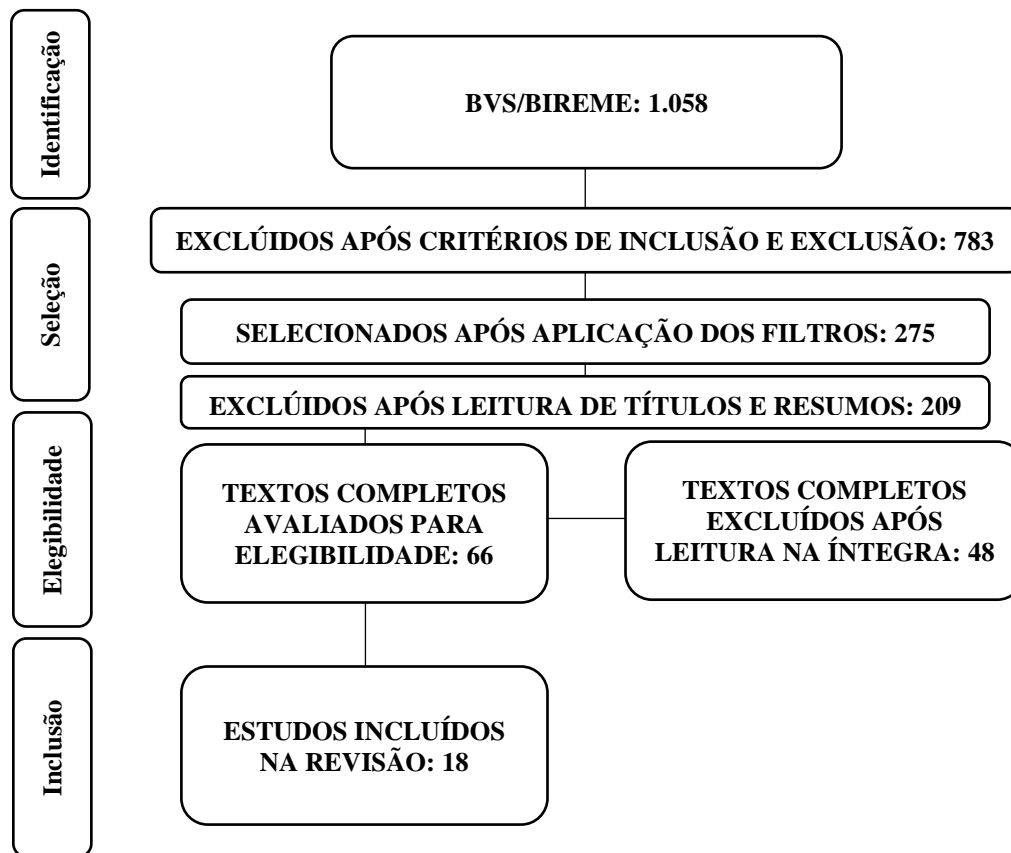 Identificação
BVS/BIREME: 1.058
Seleção
EXCLÚIDOS APÓS CRITÉRIOS DE INCLUSÃO E EXCLUSÃO: 783
SELECIONADOS APÓS APLICAÇÃO DOS FILTROS: 275
EXCLÚIDOS APÓS LEITURA DE TÍTULOS E RESUMOS: 209
Elegibilidade
TEXTOS COMPLETOS
AVALIADOS PARA
ELEGIBILIDADE: 66
TEXTOS COMPLETOS
EXCLUÍDOS APÓS
LEITURA NA ÍNTEGRA: 48
Inclusão
ESTUDOS INCLUÍDOS
NA REVISÃO: 18